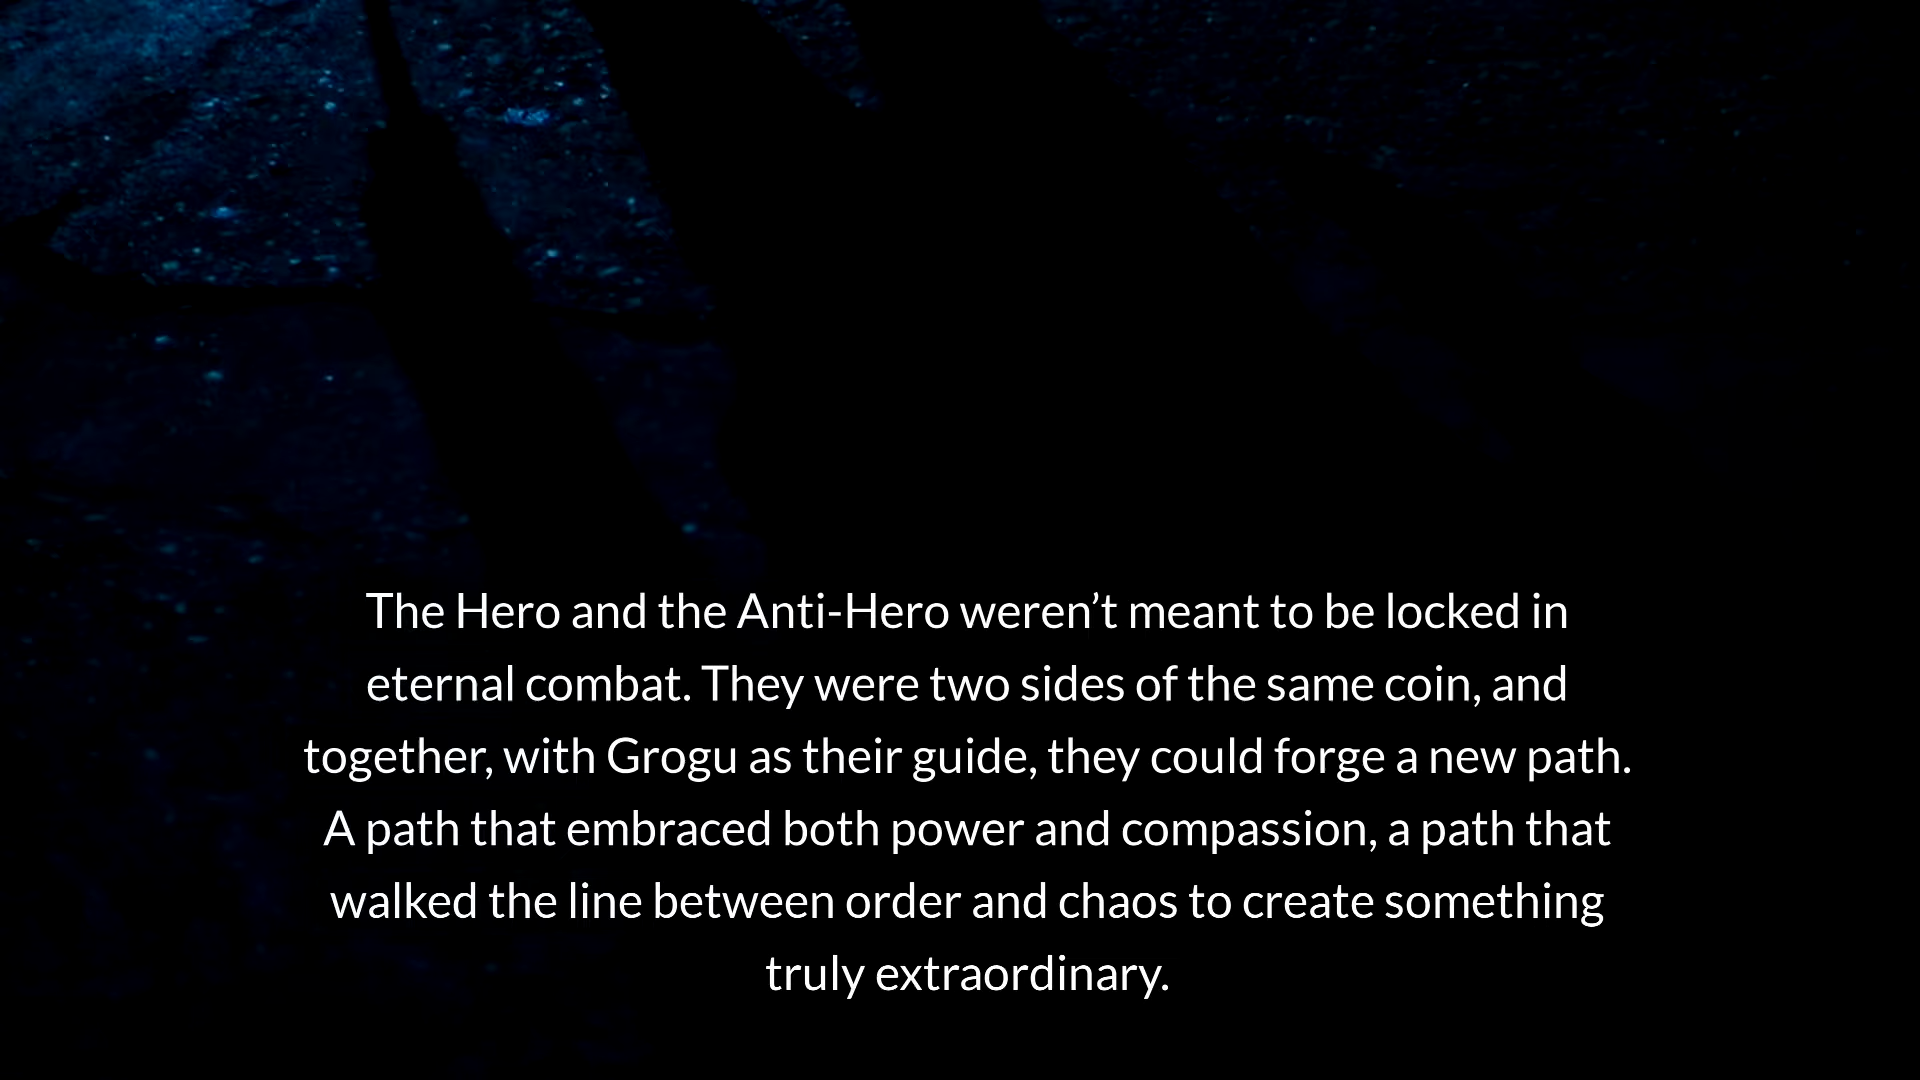 The Hero and the Anti-Hero weren’t meant to be locked in
eternal combat. They were two sides of the same coin, and
together, with Grogu as their guide, they could forge a new path.
A path that embraced both power and compassion, a path that
walked the line between order and chaos to create something
truly extraordinary.